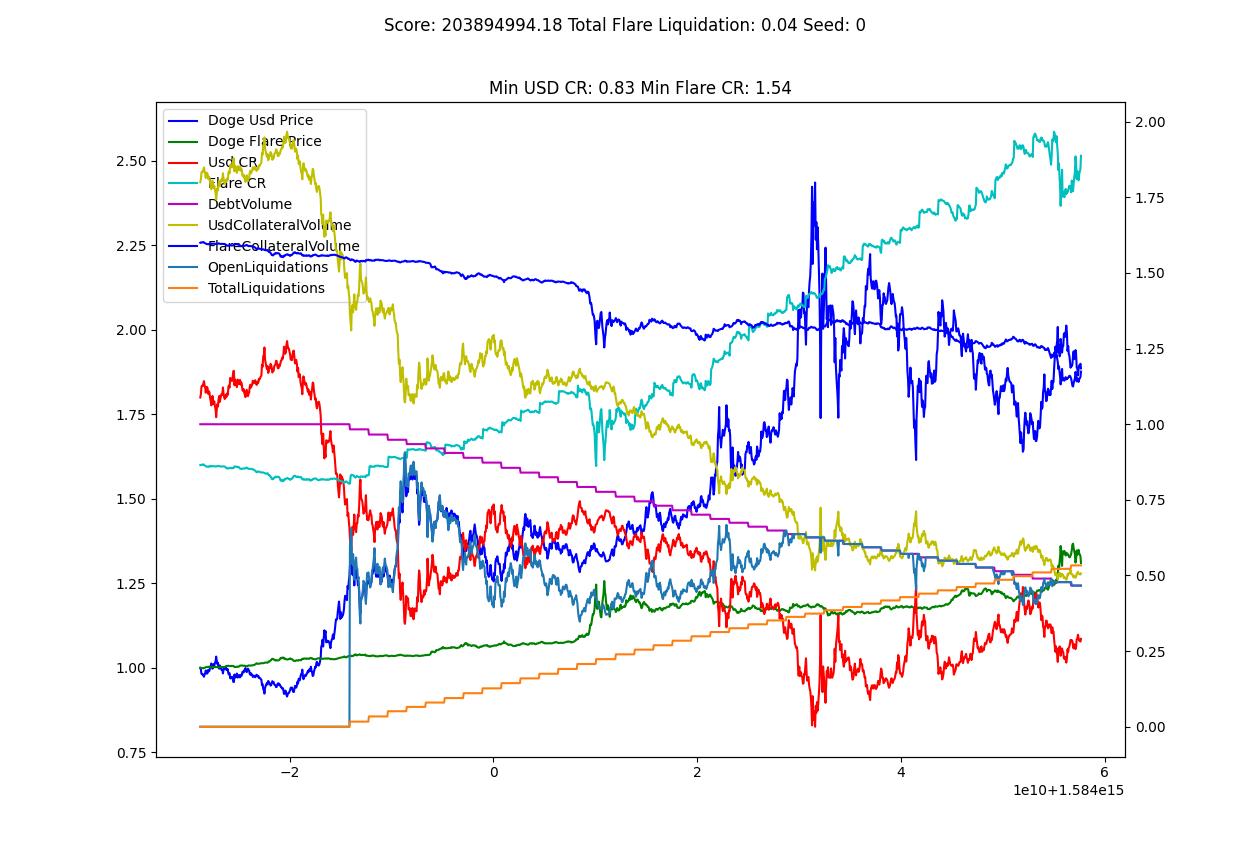 Score: 203894994.18 Total Flare Liquidation: 0.04 Seed: 0
Min USD CR: 0.83 Min Flare CR: 1.54
Doge Usd Price
Doge Flare Price
Usd CR
Flare CR
DebtVolume
UsdCollateralVolume
FlareCollateralVolume
OpenLiquidations
TotalLiquidations
2.50
2.25
2.00
1.75
1.50
1.25
1.00
0.75
2.00
1.75
1.50
1.25
1.00
0.75
0.50
0.25
0.00
−2 0 2 4 6
1e10+1.584e15